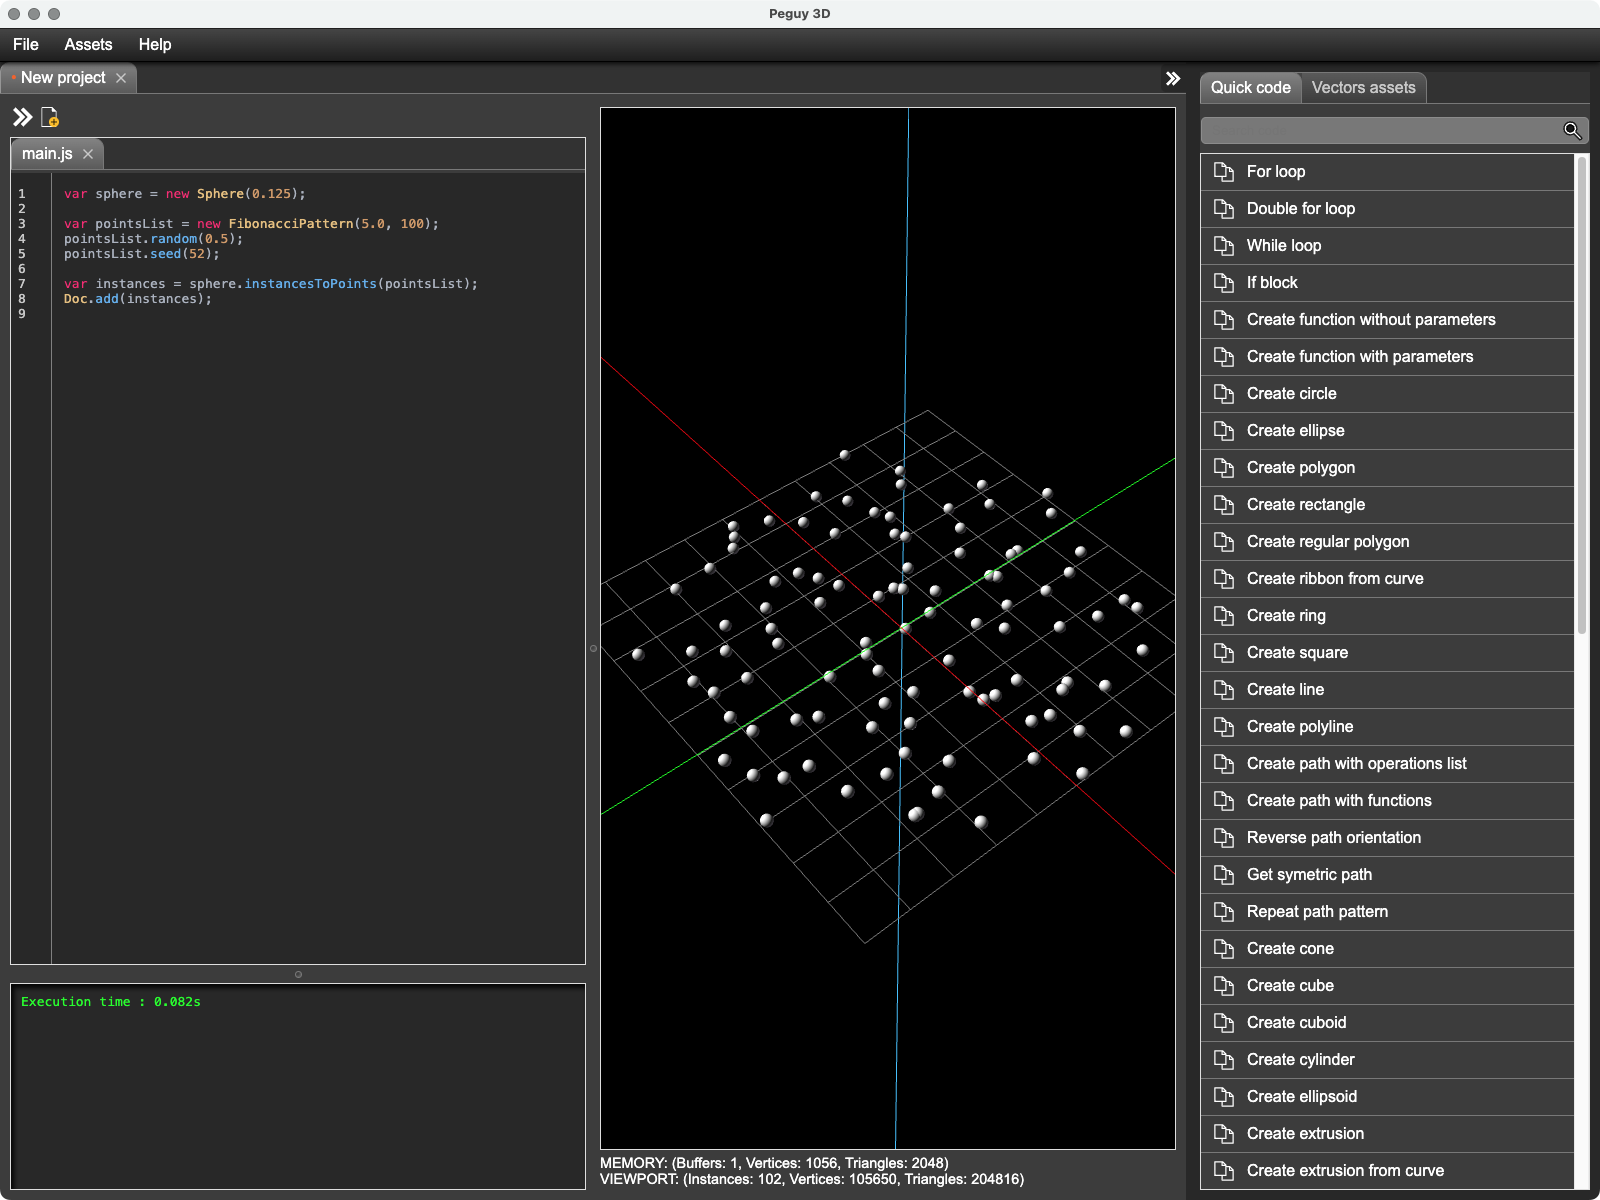 Peguy 3D
File Assets Help
New project
main.js
1 var sphere = new Sphere(0.125);
2
3 var pointsList = new FibonacciPattern(5.0, 100);
4 pointsList.random(0.5);
5 pointsList.seed(52);
6
7 var instances = sphere.instancesToPoints(pointsList);
8 Doc.add(instances);
9
Execution time : 0.082s
MEMORY: (Buffers: 1, Vertices: 1056, Triangles: 2048)
VIEWPORT: (Instances: 102, Vertices: 105650, Triangles: 204816)
Quick code Vectors assets
For loop
Double for loop
While loop
If block
Create function without parameters
Create function with parameters
Create circle
Create ellipse
Create polygon
Create rectangle
Create regular polygon
Create ribbon from curve
Create ring
Create square
Create line
Create polyline
Create path with operations list
Create path with functions
Reverse path orientation
Get symetric path
Repeat path pattern
Create cone
Create cube
Create cuboid
Create cylinder
Create ellipsoid
Create extrusion
Create extrusion from curve